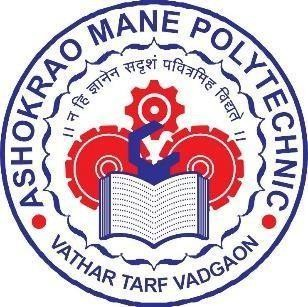 ASHOKRAO MANE POLYTECHNIC
॥ न हि ज्ञानेन सदृशं पवित्रमिह विद्यते ॥
VATHAR TARF VADGAON